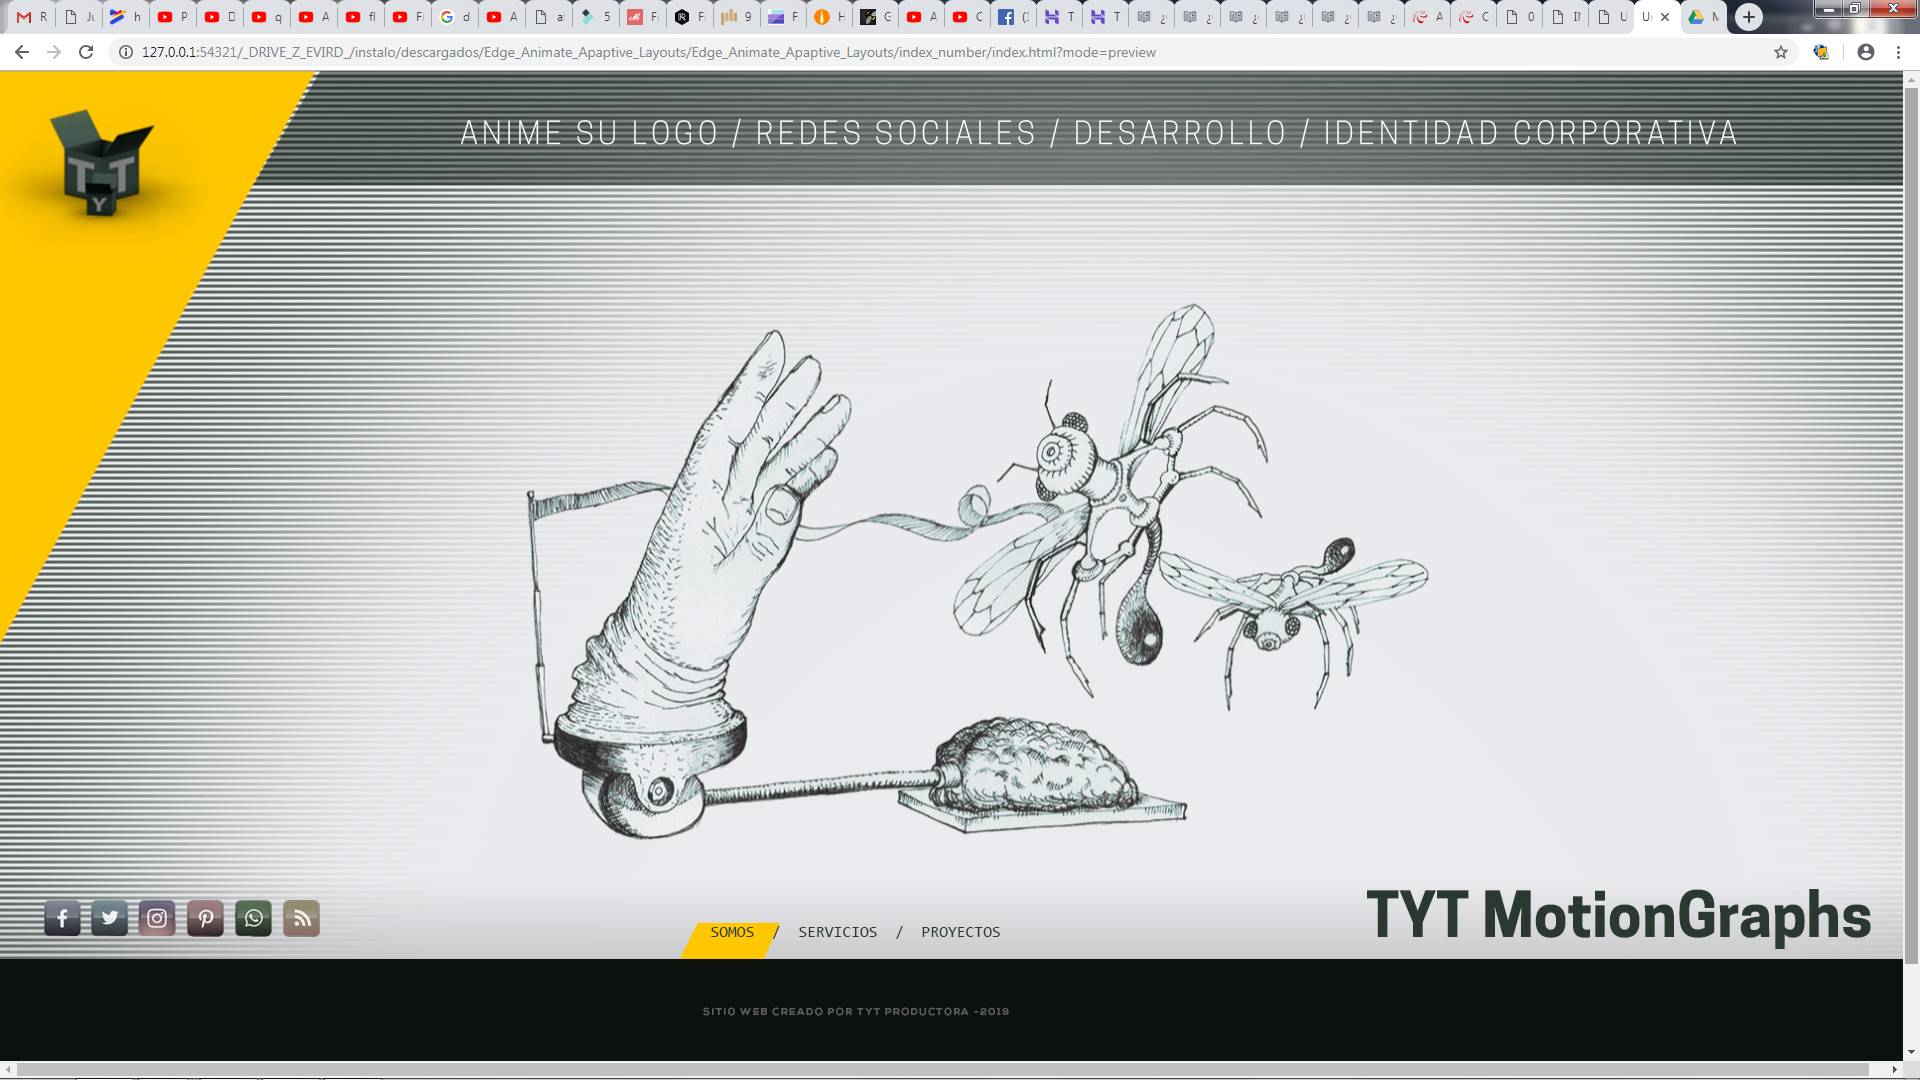 127.0.0.1:54321/_DRIVE_Z_EVIRD_/instalo/descargados/Edge_Animate_Apaptive_Layouts/Edge_Animate_Apaptive_Layouts/index_number/index.html?mode=preview
TYT
Y
ANIME SU LOGO / REDES SOCIALES / DESARROLLO / IDENTIDAD CORPORATIVA
TYT MotionGraphs
SOMOS / SERVICIOS / PROYECTOS
SITIO WEB CREADO POR TYT PRODUCTORA -2019